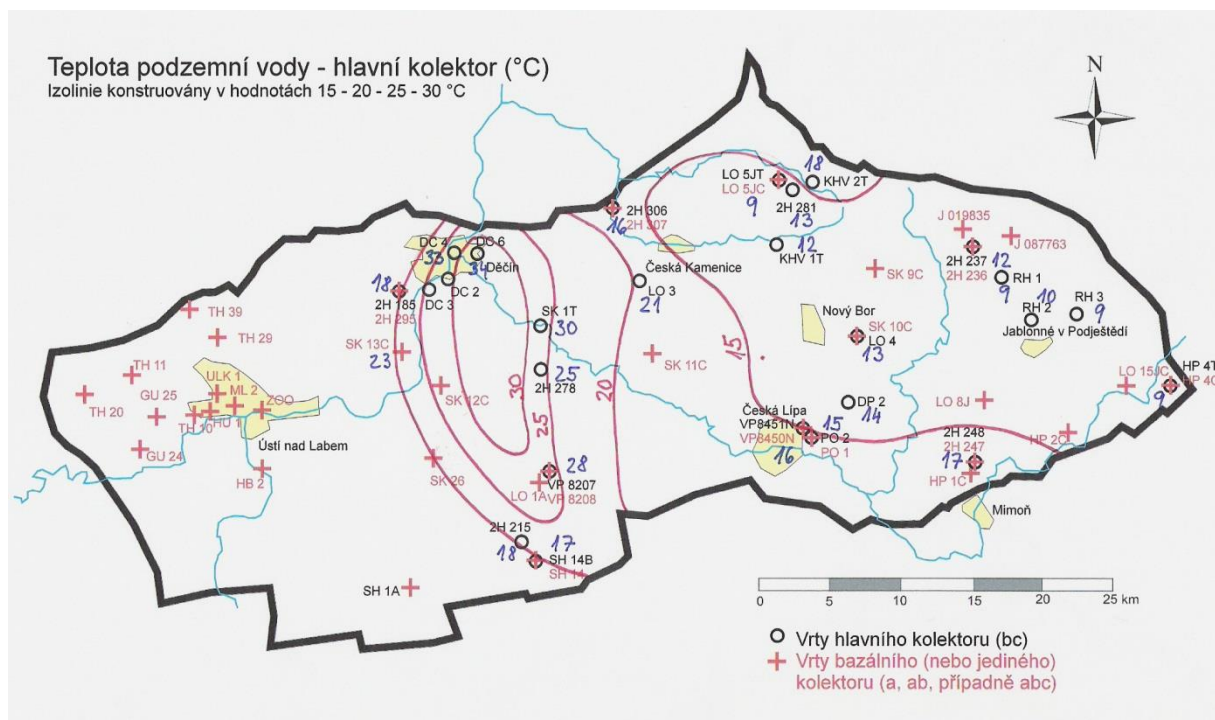 Teplota podzemní vody - hlavní kolektor (°C)
Izolinie konstruovány v hodnotách 15 - 20 - 25 - 30 °C
N
18
LO 5JT
LO 5JC
KHV 2T
9
2H 281
13
2H 306
16
2H 307
J 019835
J 087763
12
KHV 1T
2H 237
2H 236
12
DC 4
DC 6
33
34
Děčín
SK 9C
RH 1
9
Česká Kamenice
LO 3
21
18
DC 2
DC 3
2H 185
2H 295
10
RH 3
RH 2
9
TH 39
SK 1T
30
Nový Bor
SK 10C
LO 4
13
Jablonné v Podještědí
TH 29
SK 13C
23
SK 11C
15
TH 11
25
2H 278
20
30
HP 4T
LO 15JC
HP 4C
9
ULK 1
SK 12C
TH 20
GU 25
ML 2
ZOO
HU 1
TH 10
DP 2
14
LO 8J
25
Česká Lípa
VP8451N
15
VP8450N
PO 2
PO 1
16
Ústí nad Labem
2H 248
2H 247
17
HP 2C
HP 1C
GU 24
SK 26
HB 2
28
VP 8207
LO 1A
VP 8208
Mimoň
2H 215
17
18
SH 14B
SH 14
SH 1A
0 5 10 15 20 25 km
Vrty hlavního kolektoru (bc)
Vrty bazálního (nebo jediného)
kolektoru (a, ab, případně abc)